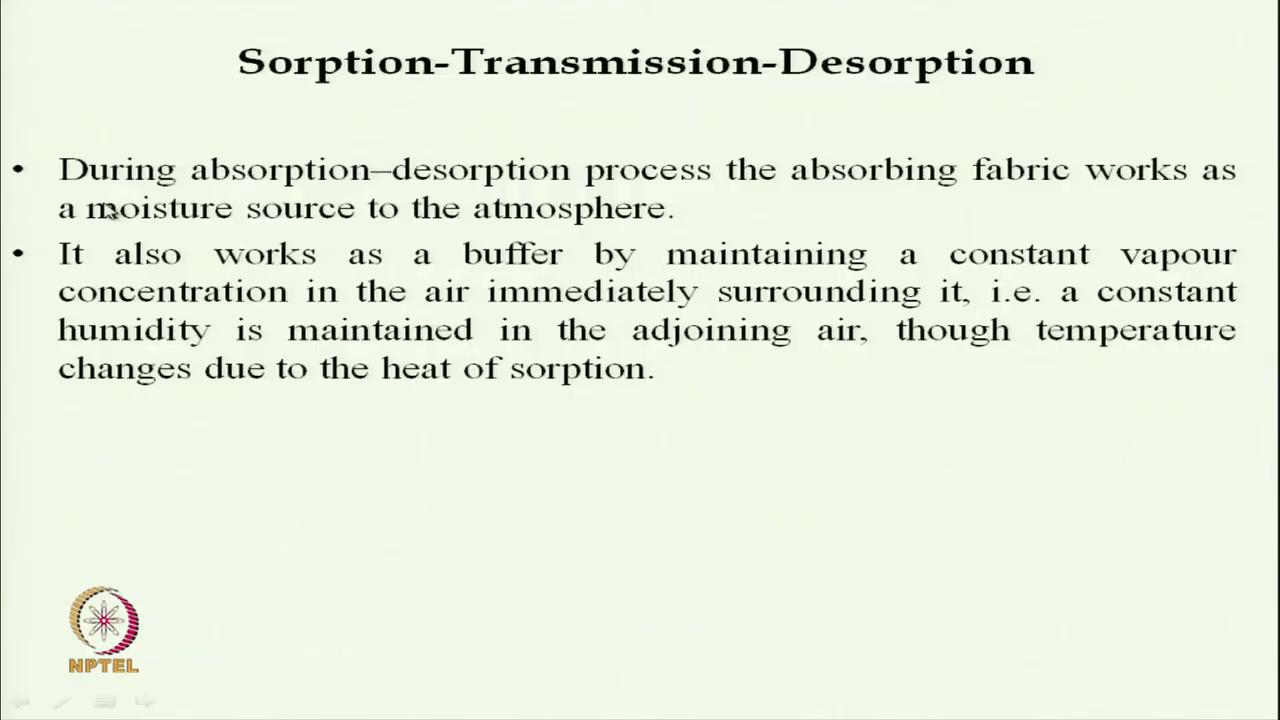 Sorption-Transmission-Desorption
• During absorption–desorption process the absorbing fabric works as
a moisture source to the atmosphere.
• It also works as a buffer by maintaining a constant vapour
concentration in the air immediately surrounding it, i.e. a constant
humidity is maintained in the adjoining air, though temperature
changes due to the heat of sorption.
NPTEL